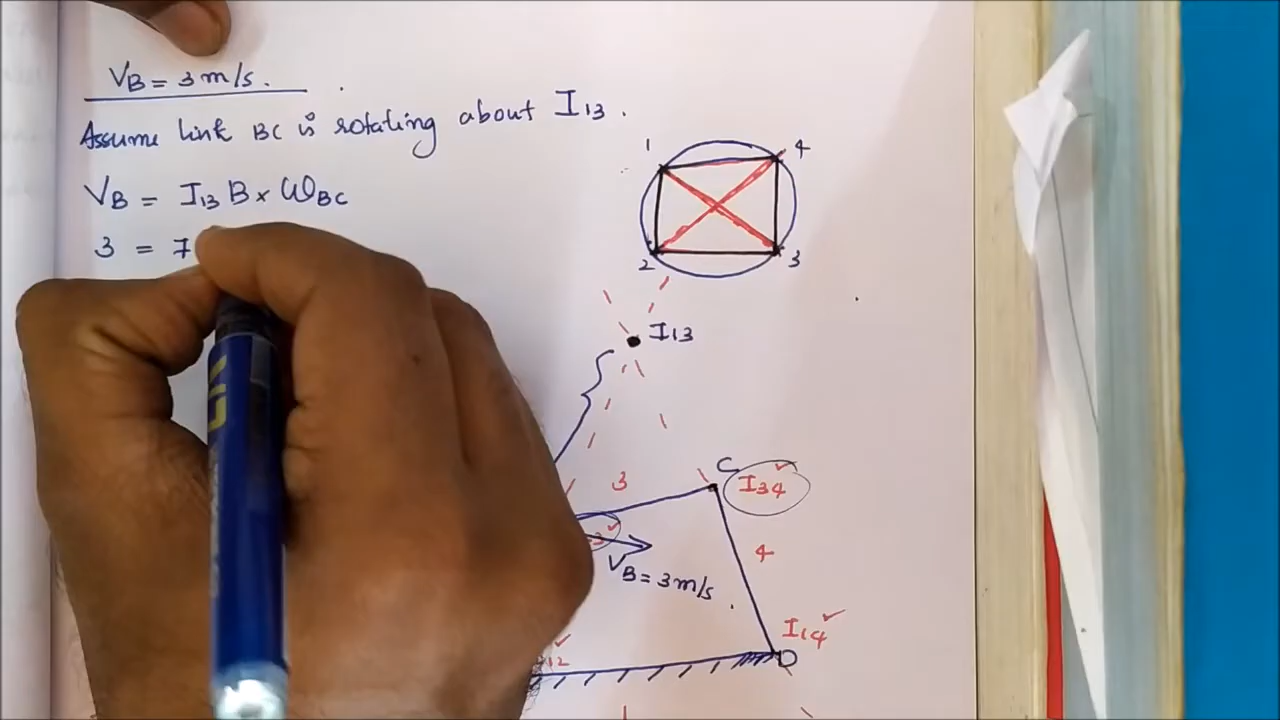 VB = 3 m/s.
Assume link BC is rotating about I13.
VB = I13 B × ωBC
3 = 7
1
4
2
3
I13
3
C
I34
VB = 3 m/s
4
I14
D
12